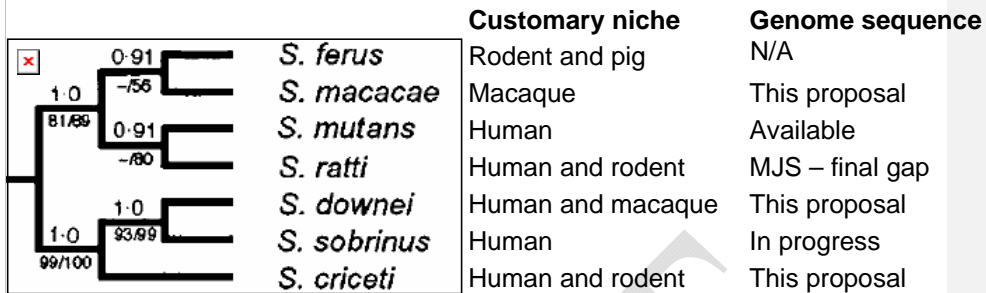 Customary niche Genome sequence
0·91 S. ferus Rodent and pig N/A
1·0 -/56 S. macacae Macaque This proposal
81/89 0·91 S. mutans Human Available
-/80 S. ratti Human and rodent MJS – final gap
1·0 S. downei Human and macaque This proposal
1·0 93/99 S. sobrinus Human In progress
99/100 S. criceti Human and rodent This proposal